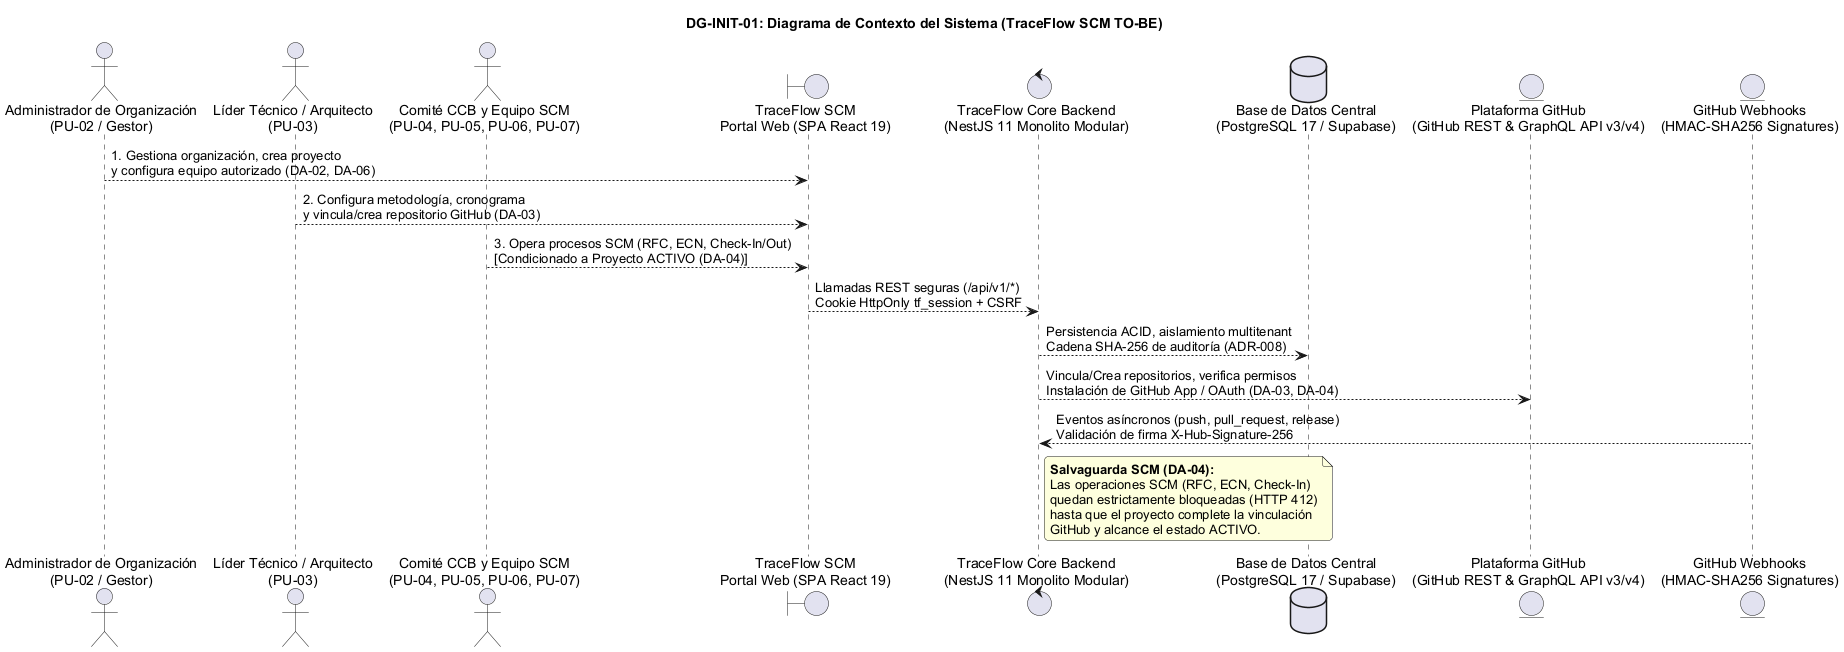 DG-INIT-01: Diagrama de Contexto del Sistema (TraceFlow SCM TO-BE)
Administrador de Organización
(PU-02 / Gestor)
Líder Técnico / Arquitecto
(PU-03)
Comité CCB y Equipo SCM
(PU-04, PU-05, PU-06, PU-07)
TraceFlow SCM
Portal Web (SPA React 19)
TraceFlow Core Backend
(NestJS 11 Monolito Modular)
Base de Datos Central
(PostgreSQL 17 / Supabase)
Plataforma GitHub
(GitHub REST & GraphQL API v3/v4)
GitHub Webhooks
(HMAC-SHA256 Signatures)
1. Gestiona organización, crea proyecto
y configura equipo autorizado (DA-02, DA-06)
2. Configura metodología, cronograma
y vincula/crea repositorio GitHub (DA-03)
3. Opera procesos SCM (RFC, ECN, Check-In/Out)
[Condicionado a Proyecto ACTIVO (DA-04)]
Llamadas REST seguras (/api/v1/*)
Cookie HttpOnly tf_session + CSRF
Persistencia ACID, aislamiento multitenant
Cadena SHA-256 de auditoría (ADR-008)
Vincula/Crea repositorios, verifica permisos
Instalación de GitHub App / OAuth (DA-03, DA-04)
Eventos asíncronos (push, pull_request, release)
Validación de firma X-Hub-Signature-256
Salvaguarda SCM (DA-04):
Las operaciones SCM (RFC, ECN, Check-In)
quedan estrictamente bloqueadas (HTTP 412)
hasta que el proyecto complete la vinculación
GitHub y alcance el estado ACTIVO.
Administrador de Organización
(PU-02 / Gestor)
Líder Técnico / Arquitecto
(PU-03)
Comité CCB y Equipo SCM
(PU-04, PU-05, PU-06, PU-07)
TraceFlow SCM
Portal Web (SPA React 19)
TraceFlow Core Backend
(NestJS 11 Monolito Modular)
Base de Datos Central
(PostgreSQL 17 / Supabase)
Plataforma GitHub
(GitHub REST & GraphQL API v3/v4)
GitHub Webhooks
(HMAC-SHA256 Signatures)